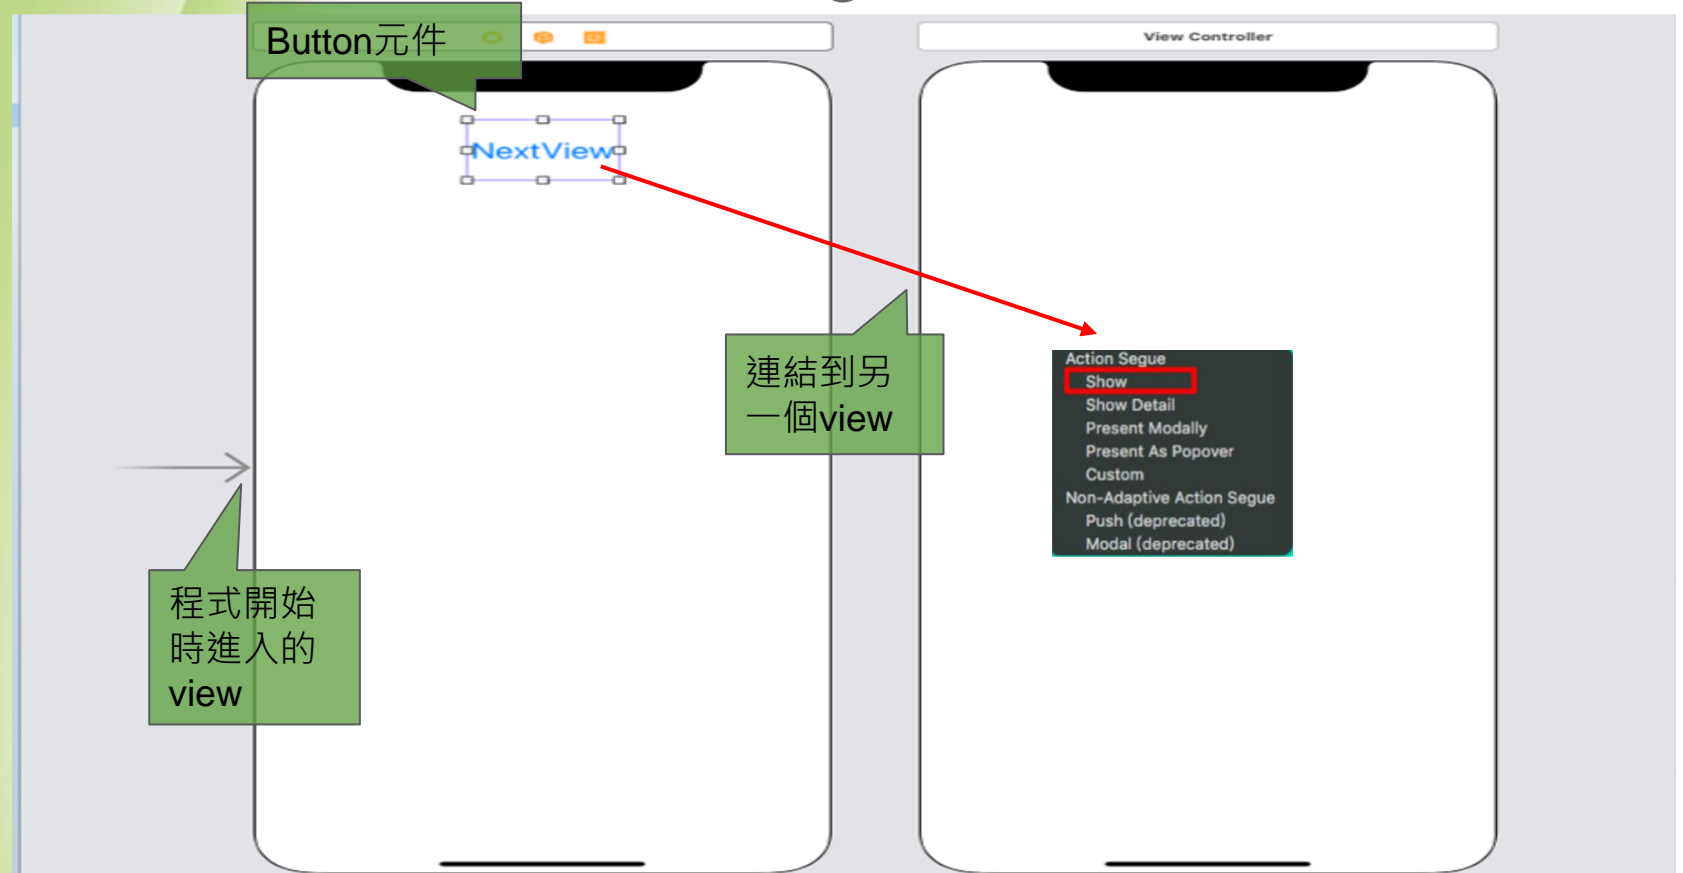 Button元件
View Controller
NextView
連結到另
一個view
Action Segue
Show
Show Detail
Present Modally
Present As Popover
Custom
Non-Adaptive Action Segue
Push (deprecated)
Modal (deprecated)
程式開始
時進入的
view